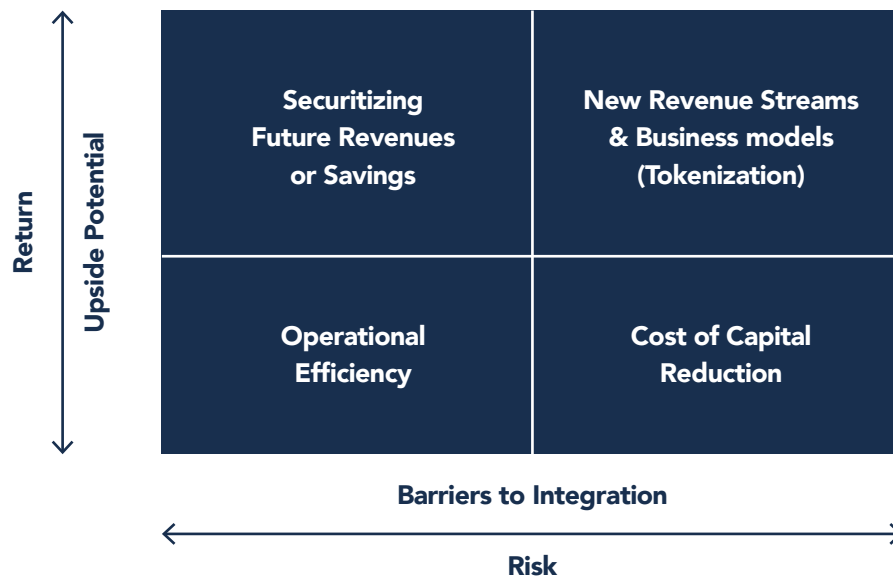 Return
Upside Potential
Securitizing
Future Revenues
or Savings
New Revenue Streams
& Business models
(Tokenization)
Operational
Efficiency
Cost of Capital
Reduction
Barriers to Integration
Risk